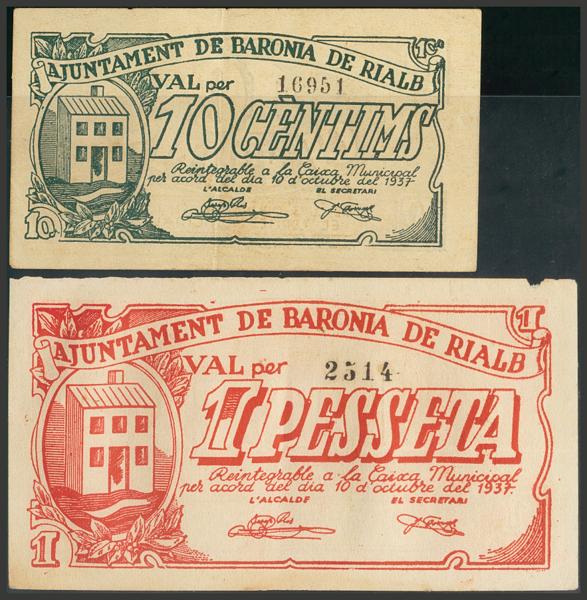 AJUNTAMENT DE BARONIA DE RIALB
1Ca
VAL per 16951
10 CÈNTIMS
Reintegrable a la Caixa Municipal
per acord del dia 10 d'octubre del 1937
L'ALCALDE EL SECRETARI
10
1
AJUNTAMENT DE BARONIA DE RIALB
VAL per 2514
1 PESSETA
Reintegrable a la Caixa Municipal
per acord del dia 10 d'octubre del 1937.
L'ALCALDE EL SECRETARI
1